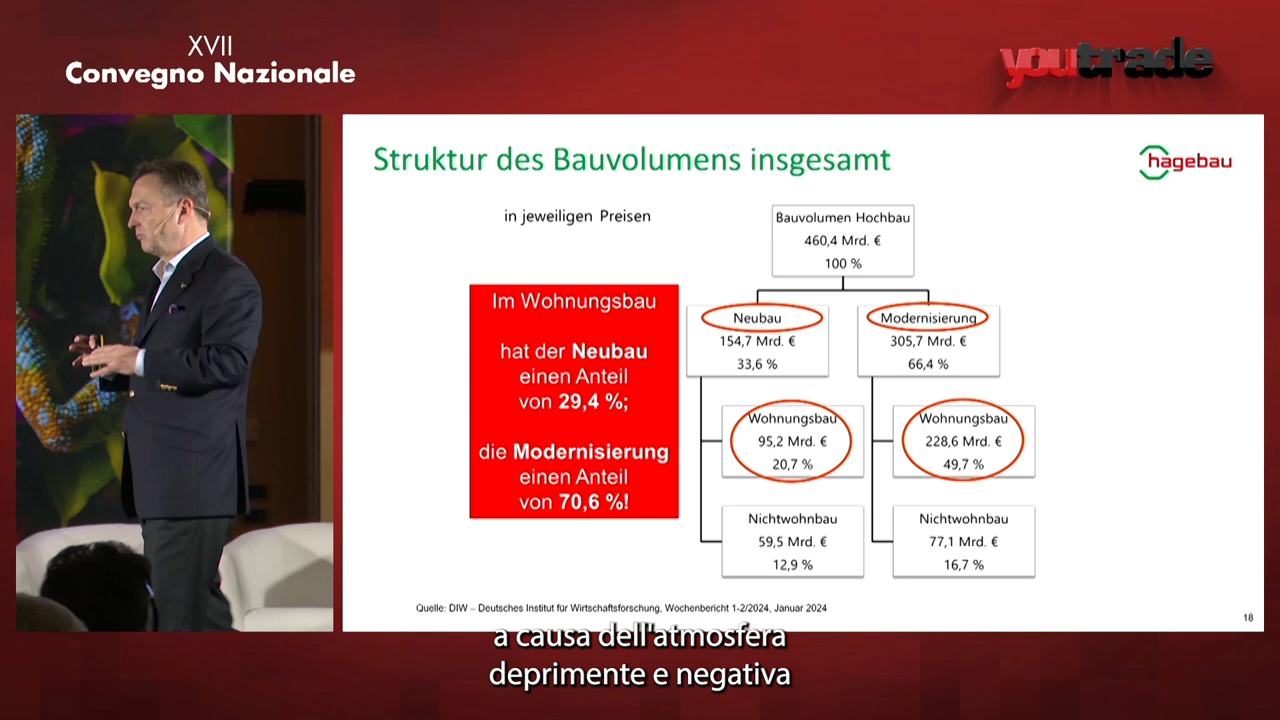 XVII
Convegno Nazionale
youtrade
Struktur des Bauvolumens insgesamt
hagebau
in jeweiligen Preisen
Bauvolumen Hochbau
460,4 Mrd. €
100 %
Im Wohnungsbau
hat der Neubau
einen Anteil
von 29,4 %;
die Modernisierung
einen Anteil
von 70,6 %!
Neubau
154,7 Mrd. €
33,6 %
Modernisierung
305,7 Mrd. €
66,4 %
Wohnungsbau
95,2 Mrd. €
20,7 %
Wohnungsbau
228,6 Mrd. €
49,7 %
Nichtwohnbau
59,5 Mrd. €
12,9 %
Nichtwohnbau
77,1 Mrd. €
16,7 %
Quelle: DIW – Deutsches Institut für Wirtschaftsforschung, Wochenbericht 1-2/2024, Januar 2024
18
a causa dell'atmosfera
deprimente e negativa